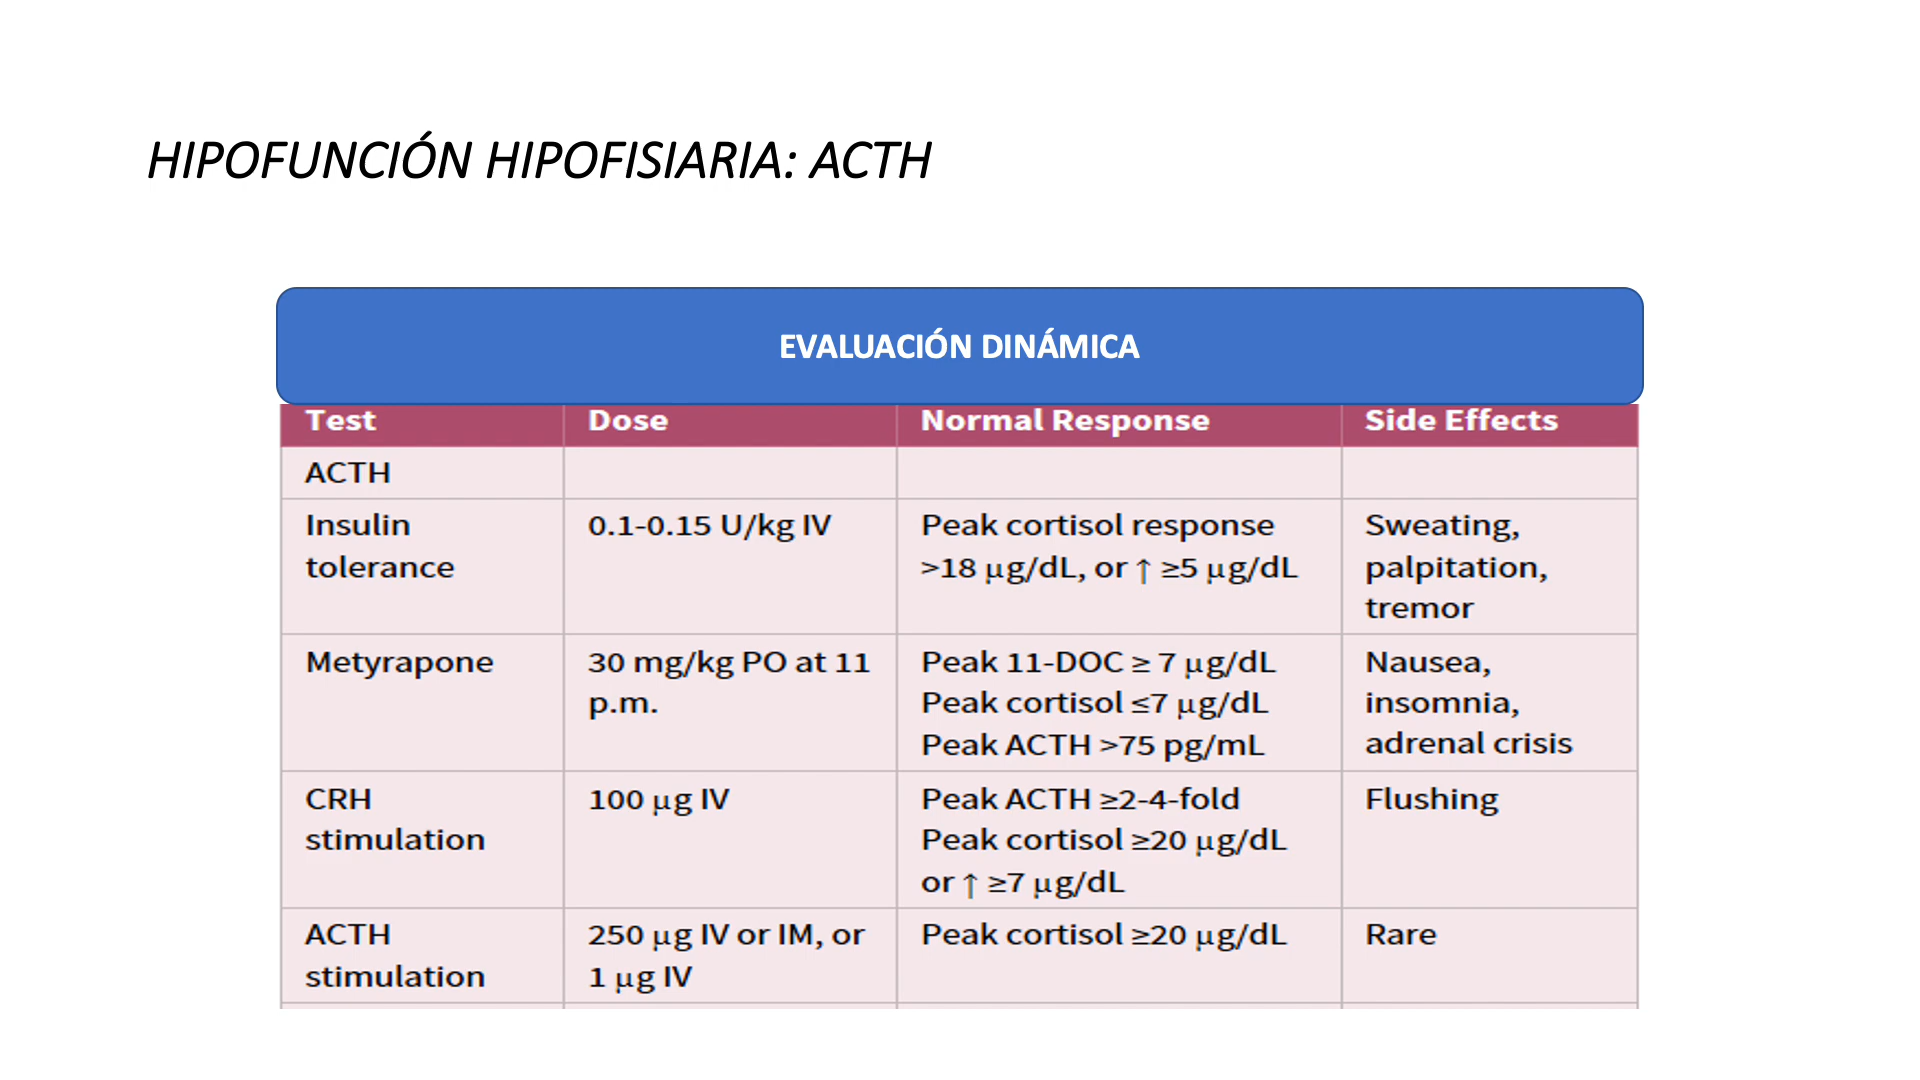 HIPOFUNCIÓN HIPOFISIARIA: ACTH
EVALUACIÓN DINÁMICA
Test Dose Normal Response Side Effects
ACTH
Insulin tolerance
0.1-0.15 U/kg IV
Peak cortisol response
>18 µg/dL, or ↑ ≥5 µg/dL
Sweating,
palpitation,
tremor
Metyrapone
30 mg/kg PO at 11
p.m.
Peak 11-DOC ≥ 7 µg/dL
Peak cortisol ≤7 µg/dL
Peak ACTH >75 pg/mL
Nausea,
insomnia,
adrenal crisis
CRH
stimulation
100 µg IV
Peak ACTH ≥2-4-fold
Peak cortisol ≥20 µg/dL
or ↑ ≥7 µg/dL
Flushing
ACTH
stimulation
250 µg IV or IM, or
1 µg IV
Peak cortisol ≥20 µg/dL
Rare